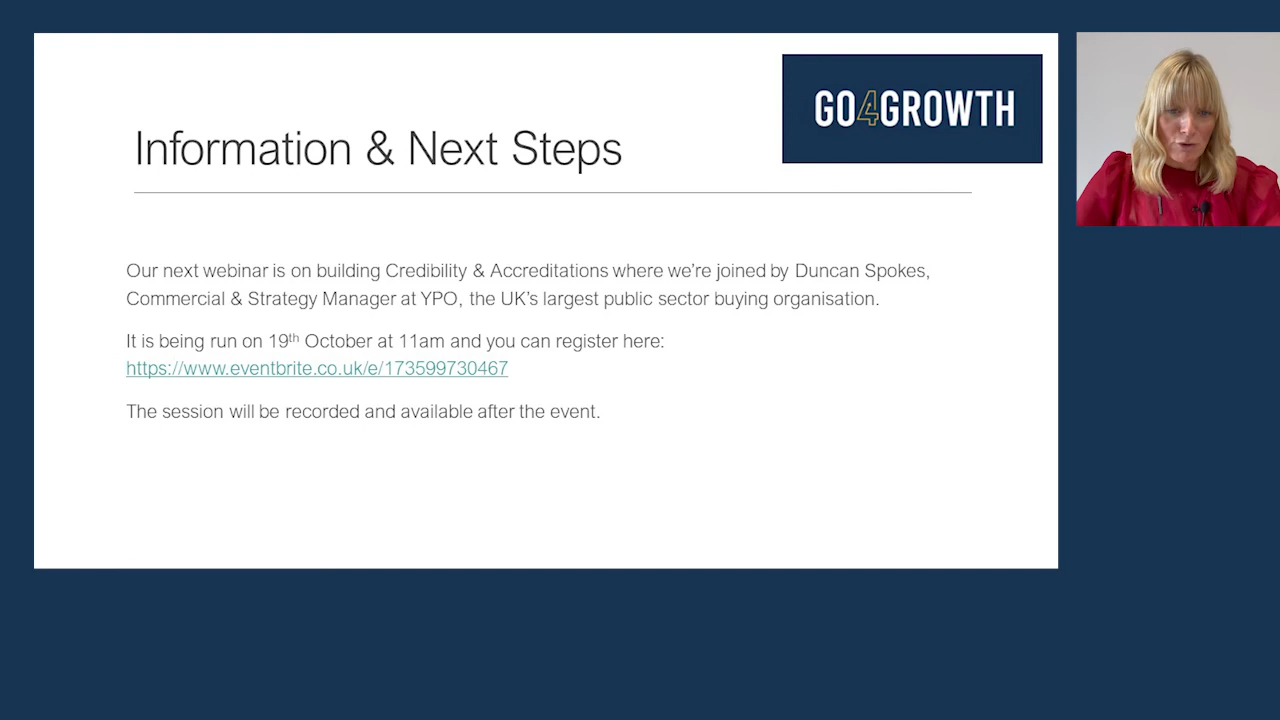 GO4GROWTH
Information & Next Steps
Our next webinar is on building Credibility & Accreditations where we're joined by Duncan Spokes,
Commercial & Strategy Manager at YPO, the UK's largest public sector buying organisation.
It is being run on 19th October at 11am and you can register here:
https://www.eventbrite.co.uk/e/173599730467
The session will be recorded and available after the event.